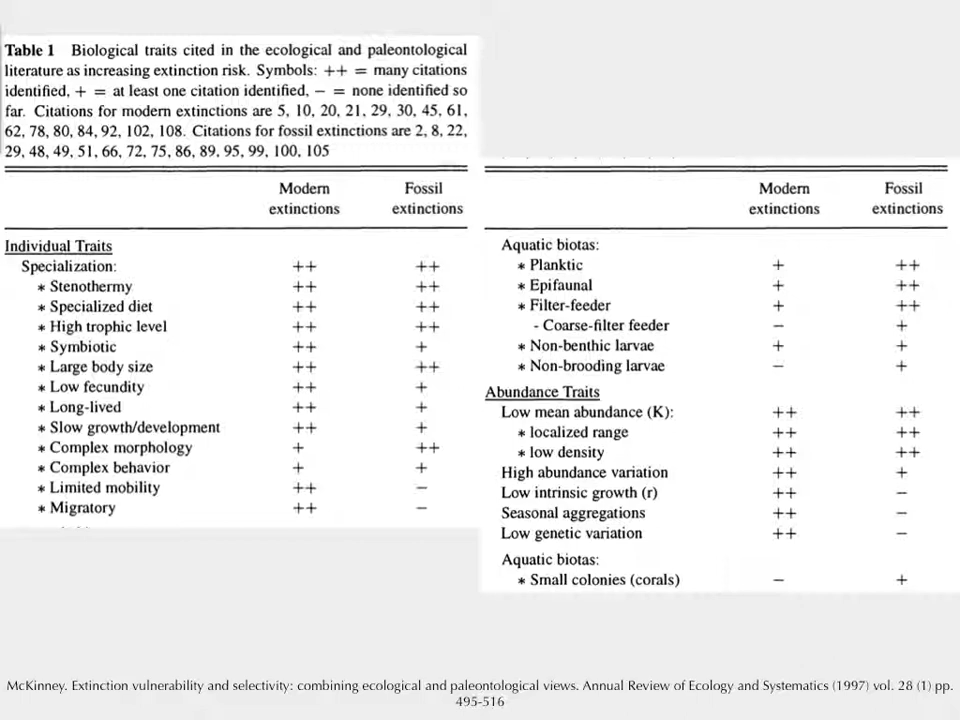 Table 1 Biological traits cited in the ecological and paleontological
literature as increasing extinction risk. Symbols: ++ = many citations
identified, + = at least one citation identified, − = none identified so
far. Citations for modern extinctions are 5, 10, 20, 21, 29, 30, 45, 61,
62, 78, 80, 84, 92, 102, 108. Citations for fossil extinctions are 2, 8, 22,
29, 48, 49, 51, 66, 72, 75, 86, 89, 95, 99, 100, 105
Modern Fossil
extinctions extinctions
Individual Traits
Specialization: ++ ++
* Stenothermy ++ ++
* Specialized diet ++ ++
* High trophic level ++ ++
* Symbiotic ++ +
* Large body size ++ ++
* Low fecundity ++ +
* Long-lived ++ +
* Slow growth/development ++ +
* Complex morphology + ++
* Complex behavior + +
* Limited mobility ++ −
* Migratory ++ −
Modern Fossil
extinctions extinctions
Aquatic biotas:
* Planktic + ++
* Epifaunal + ++
* Filter-feeder + ++
- Coarse-filter feeder − +
* Non-benthic larvae + +
* Non-brooding larvae − +
Abundance Traits
Low mean abundance (K): ++ ++
* localized range ++ ++
* low density ++ ++
High abundance variation ++ +
Low intrinsic growth (r) ++ −
Seasonal aggregations ++ −
Low genetic variation ++ −
Aquatic biotas:
* Small colonies (corals) − +
McKinney. Extinction vulnerability and selectivity: combining ecological and paleontological views. Annual Review of Ecology and Systematics (1997) vol. 28 (1) pp.
495-516